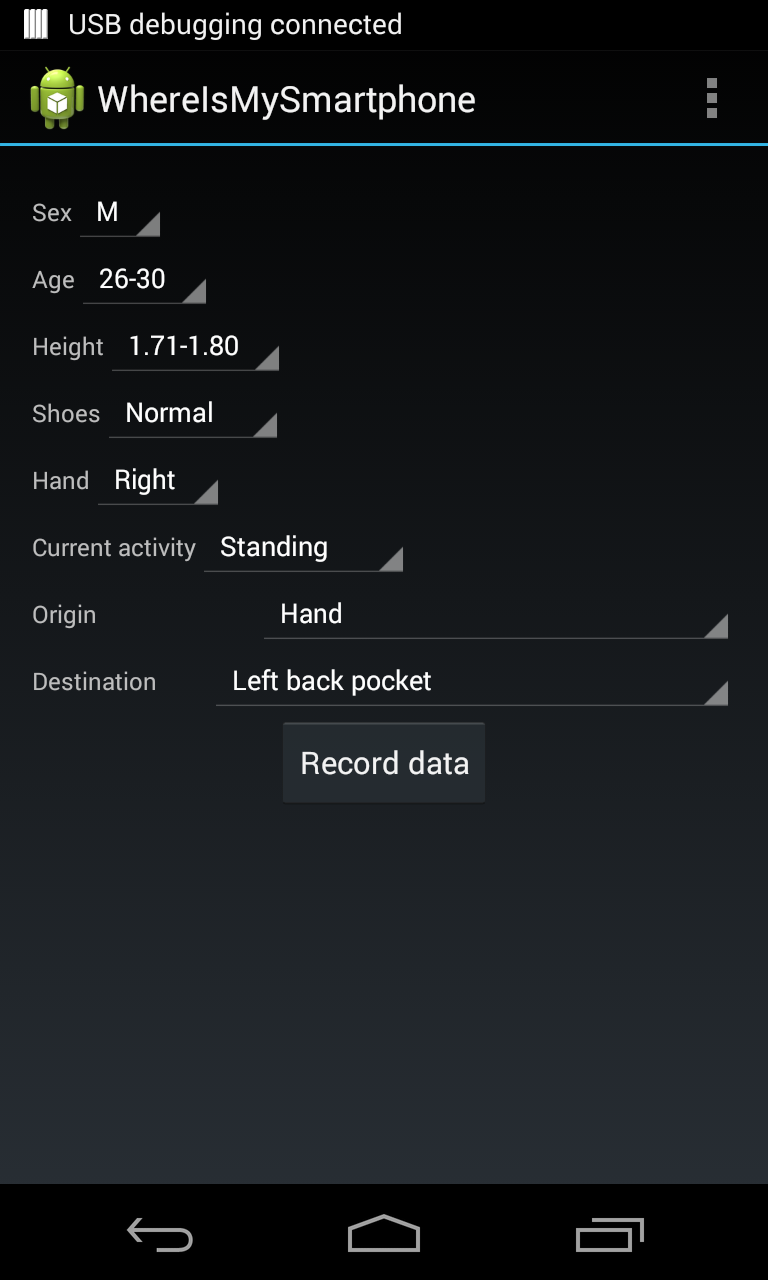 USB debugging connected
WhereIsMySmartphone
Sex M
Age 26-30
Height 1.71-1.80
Shoes Normal
Hand Right
Current activity Standing
Origin Hand
Destination Left back pocket
Record data